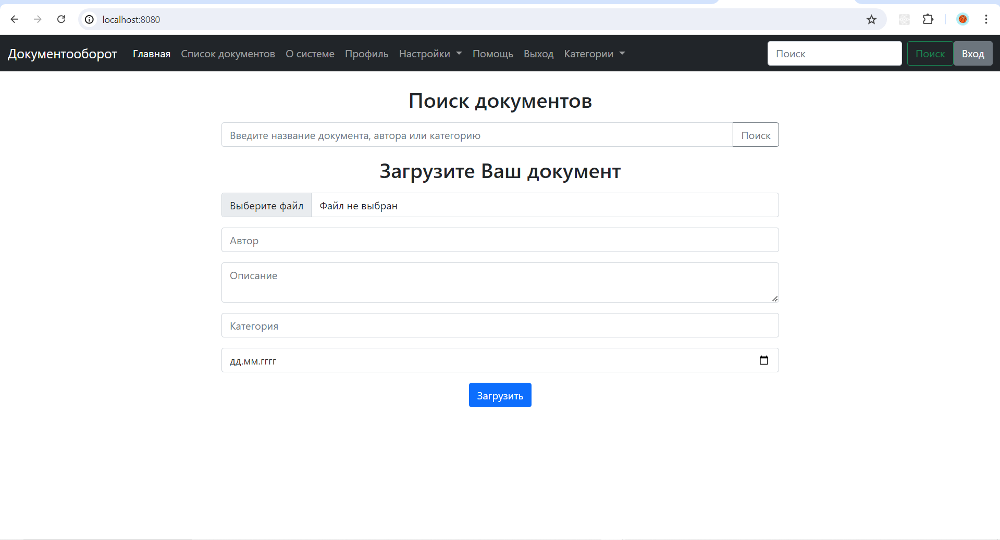 localhost:8080
Документооборот Главная Список документов О системе Профиль Настройки Помощь Выход Категории Поиск Поиск Вход
Поиск документов
Введите название документа, автора или категорию Поиск
Загрузите Ваш документ
Выберите файл Файл не выбран
Автор
Описание
Категория
дд.мм.гггг
Загрузить